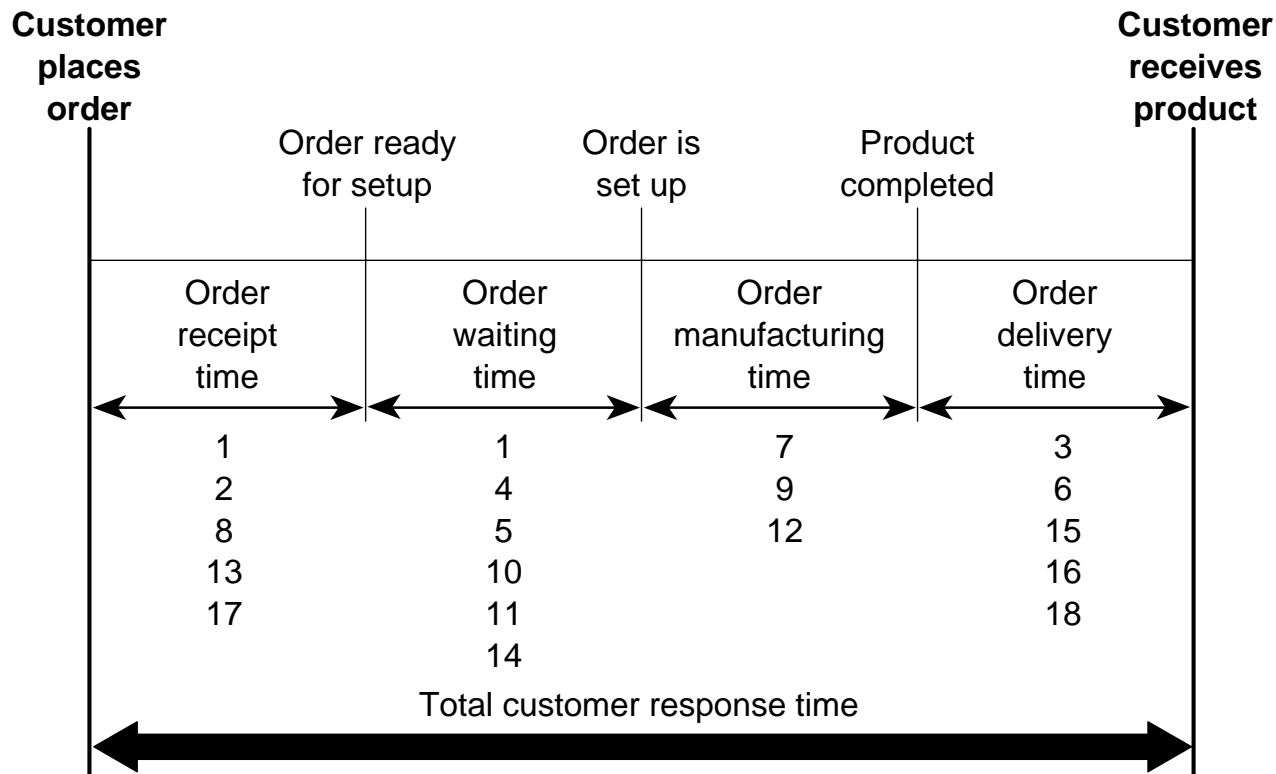 Customer
places
order
Customer
receives
product
Order ready
for setup
Order is
set up
Product
completed
Order
receipt
time
Order
waiting
time
Order
manufacturing
time
Order
delivery
time
1
2
8
13
17
1
4
5
10
11
14
7
9
12
3
6
15
16
18
Total customer response time